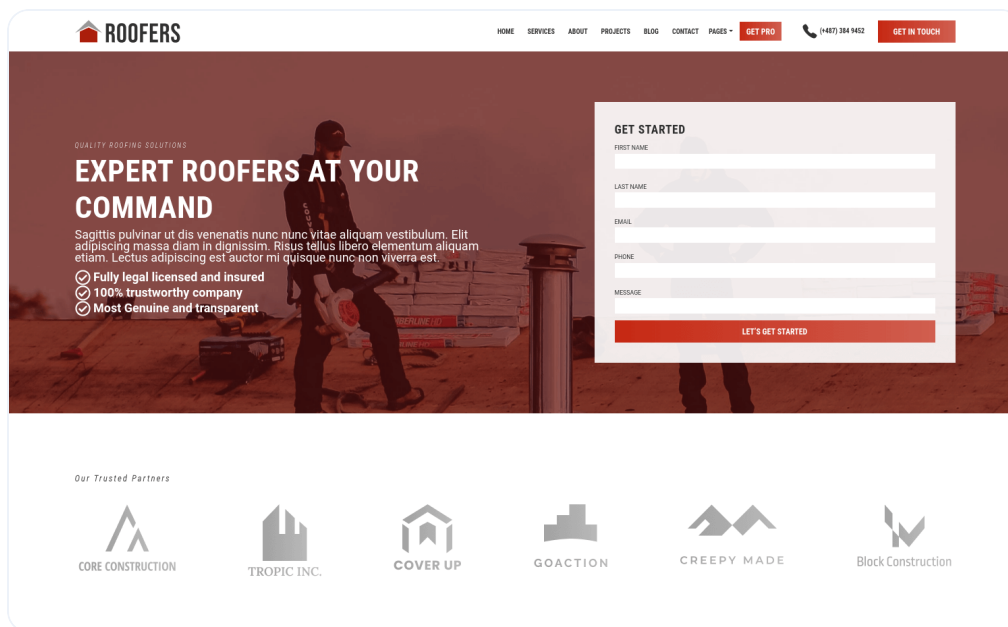 ROOFERS
HOME SERVICES ABOUT PROJECTS BLOG CONTACT PAGES GET PRO (+487) 384 9452 GET IN TOUCH
QUALITY ROOFING SOLUTIONS
EXPERT ROOFERS AT YOUR
COMMAND
Sagittis pulvinar ut dis venenatis nunc nunc vitae aliquam vestibulum. Elit
adipiscing massa diam in dignissim. Risus tellus libero elementum aliquam
etiam. Lectus adipiscing est auctor mi quisque nunc non viverra est.
Fully legal licensed and insured
100% trustworthy company
Most Genuine and transparent
GET STARTED
FIRST NAME
LAST NAME
EMAIL
PHONE
MESSAGE
LET'S GET STARTED
Our Trusted Partners
CORE CONSTRUCTION
TROPIC INC.
COVER UP
GOACTION
CREEPY MADE
Block Construction